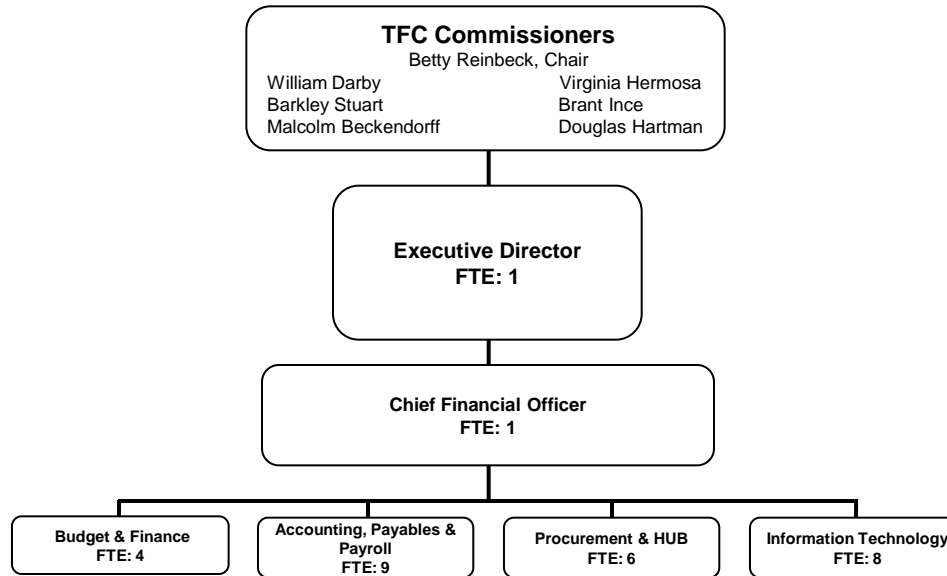 TFC Commissioners
Betty Reinbeck, Chair
William Darby
Barkley Stuart
Malcolm Beckendorff
Virginia Hermosa
Brant Ince
Douglas Hartman
Executive Director
FTE: 1
Chief Financial Officer
FTE: 1
Budget & Finance
FTE: 4
Accounting, Payables &
Payroll
FTE: 9
Procurement & HUB
FTE: 6
Information Technology
FTE: 8